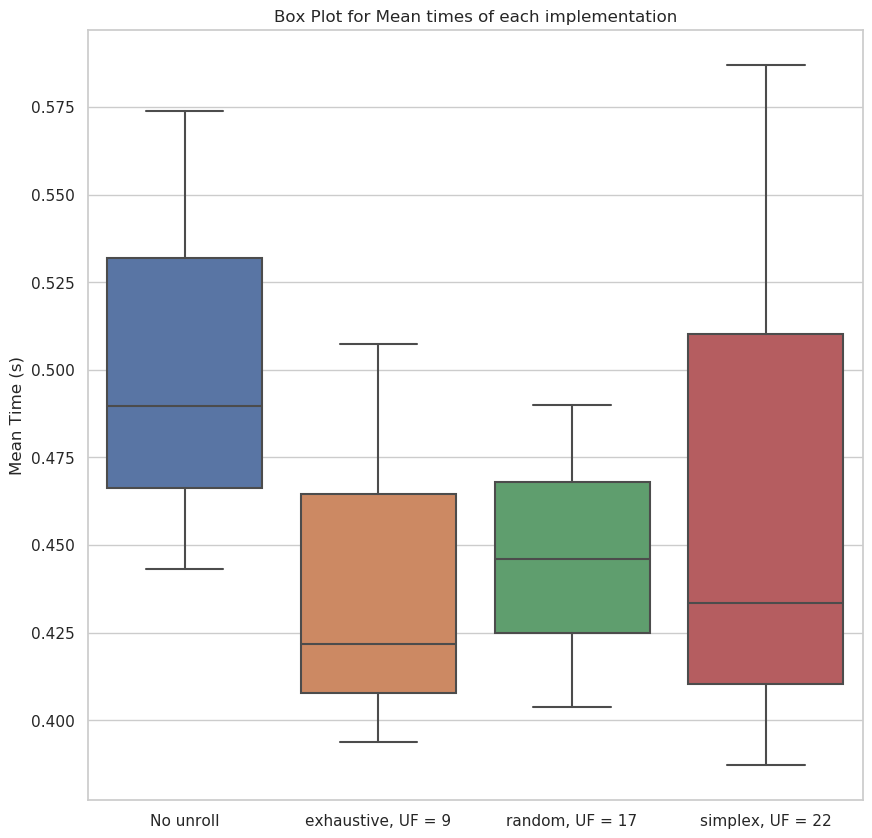 Box Plot for Mean times of each implementation
Mean Time (s)
0.575
0.550
0.525
0.500
0.475
0.450
0.425
0.400
No unroll
exhaustive, UF = 9
random, UF = 17
simplex, UF = 22